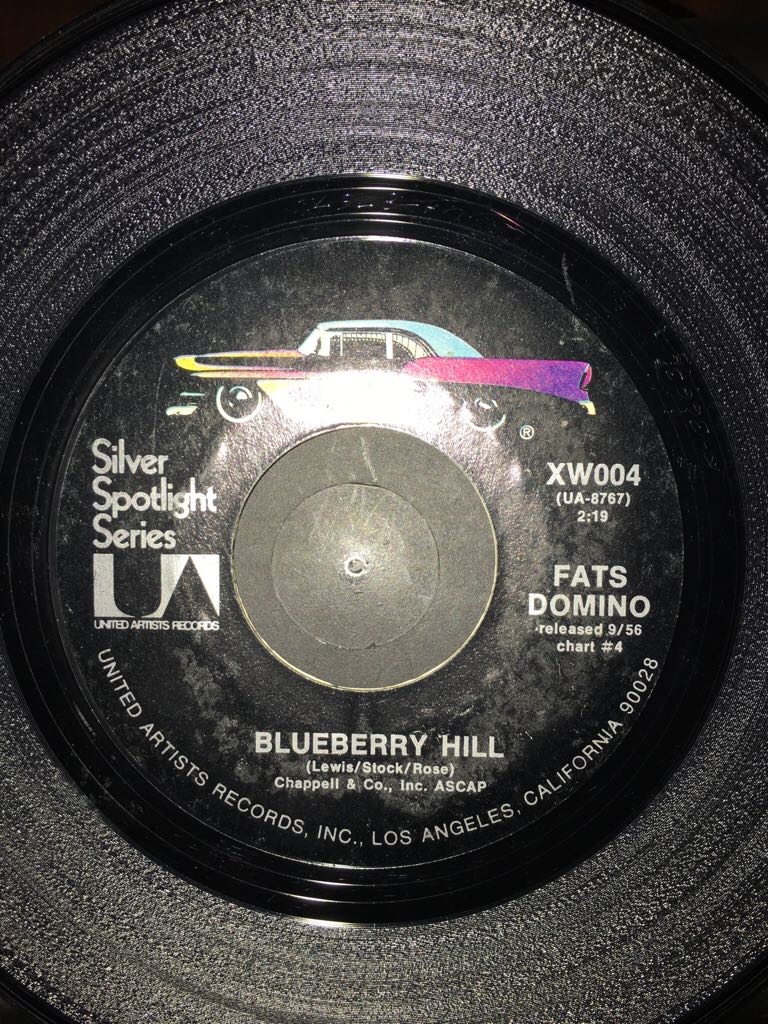 ®
Silver
Spotlight
Series
UA
UNITED ARTISTS RECORDS
XW004
(UA-8767)
2:19
FATS
DOMINO
released 9/56
chart #4
BLUEBERRY HILL
(Lewis/Stock/Rose)
Chappell & Co., Inc. ASCAP
UNITED ARTISTS RECORDS, INC., LOS ANGELES, CALIFORNIA 90028